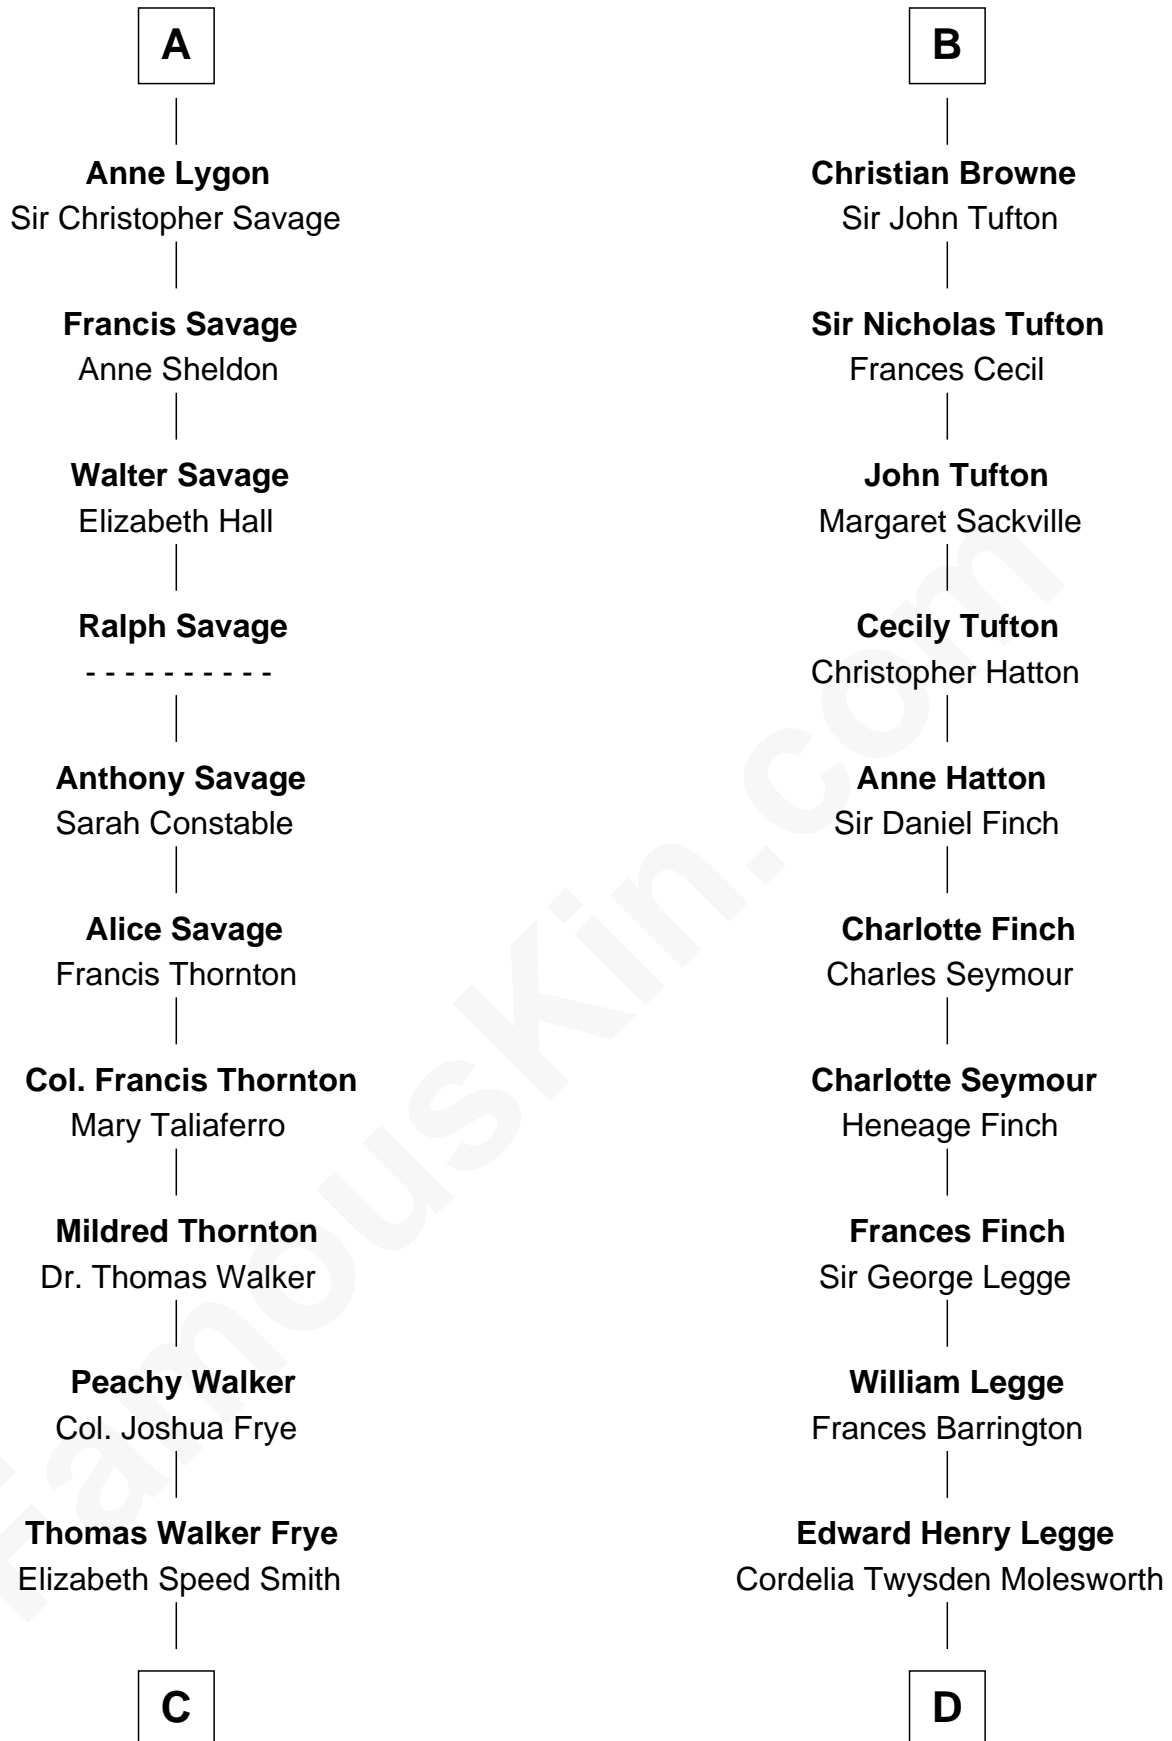 A
Anne Lygon
Sir Christopher Savage
Francis Savage
Anne Sheldon
Walter Savage
Elizabeth Hall
Ralph Savage
- - - - - - - - - -
Anthony Savage
Sarah Constable
Alice Savage
Francis Thornton
Col. Francis Thornton
Mary Taliaferro
Mildred Thornton
Dr. Thomas Walker
Peachy Walker
Col. Joshua Frye
Thomas Walker Frye
Elizabeth Speed Smith
C
B
Christian Browne
Sir John Tufton
Sir Nicholas Tufton
Frances Cecil
John Tufton
Margaret Sackville
Cecily Tufton
Christopher Hatton
Anne Hatton
Sir Daniel Finch
Charlotte Finch
Charles Seymour
Charlotte Seymour
Heneage Finch
Frances Finch
Sir George Legge
William Legge
Frances Barrington
Edward Henry Legge
Cordelia Twysden Molesworth
D
FamousKin.com